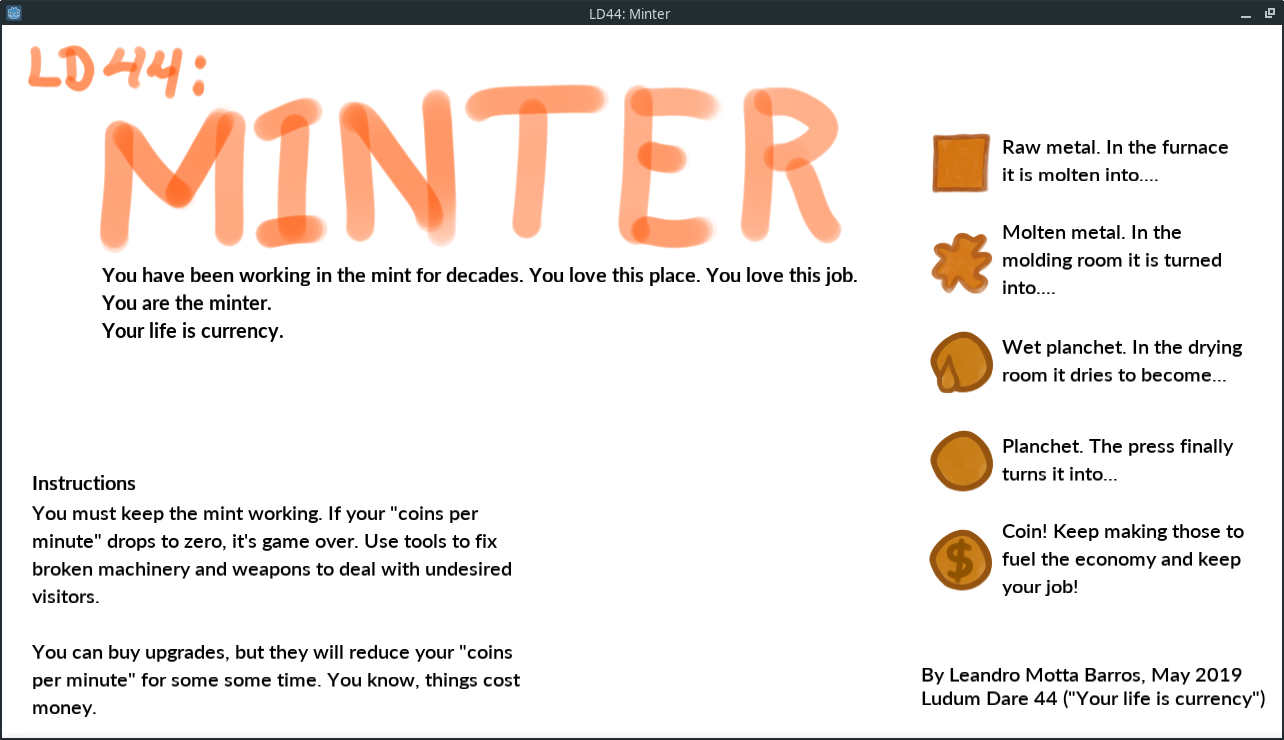 LD44: Minter
LD44:
MINTER
You have been working in the mint for decades. You love this place. You love this job.
You are the minter.
Your life is currency.
Instructions
You must keep the mint working. If your "coins per
minute" drops to zero, it's game over. Use tools to fix
broken machinery and weapons to deal with undesired
visitors.
You can buy upgrades, but they will reduce your "coins
per minute" for some some time. You know, things cost
money.
Raw metal. In the furnace
it is molten into....
Molten metal. In the
molding room it is turned
into....
Wet planchet. In the drying
room it dries to become...
Planchet. The press finally
turns it into...
$
Coin! Keep making those to
fuel the economy and keep
your job!
By Leandro Motta Barros, May 2019
Ludum Dare 44 ("Your life is currency")